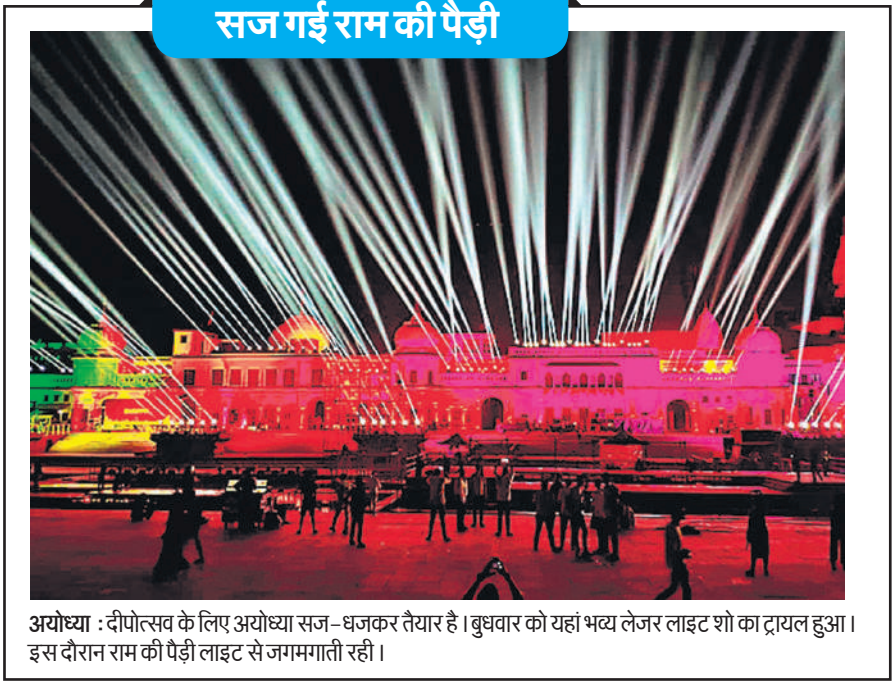 सज गई राम की पैड़ी
अयोध्या : दीपोत्सव के लिए अयोध्या सज-धजकर तैयार है । बुधवार को यहां भव्य लेजर लाइट शो का ट्रायल हुआ ।
इस दौरान राम की पैड़ी लाइट से जगमगाती रही ।